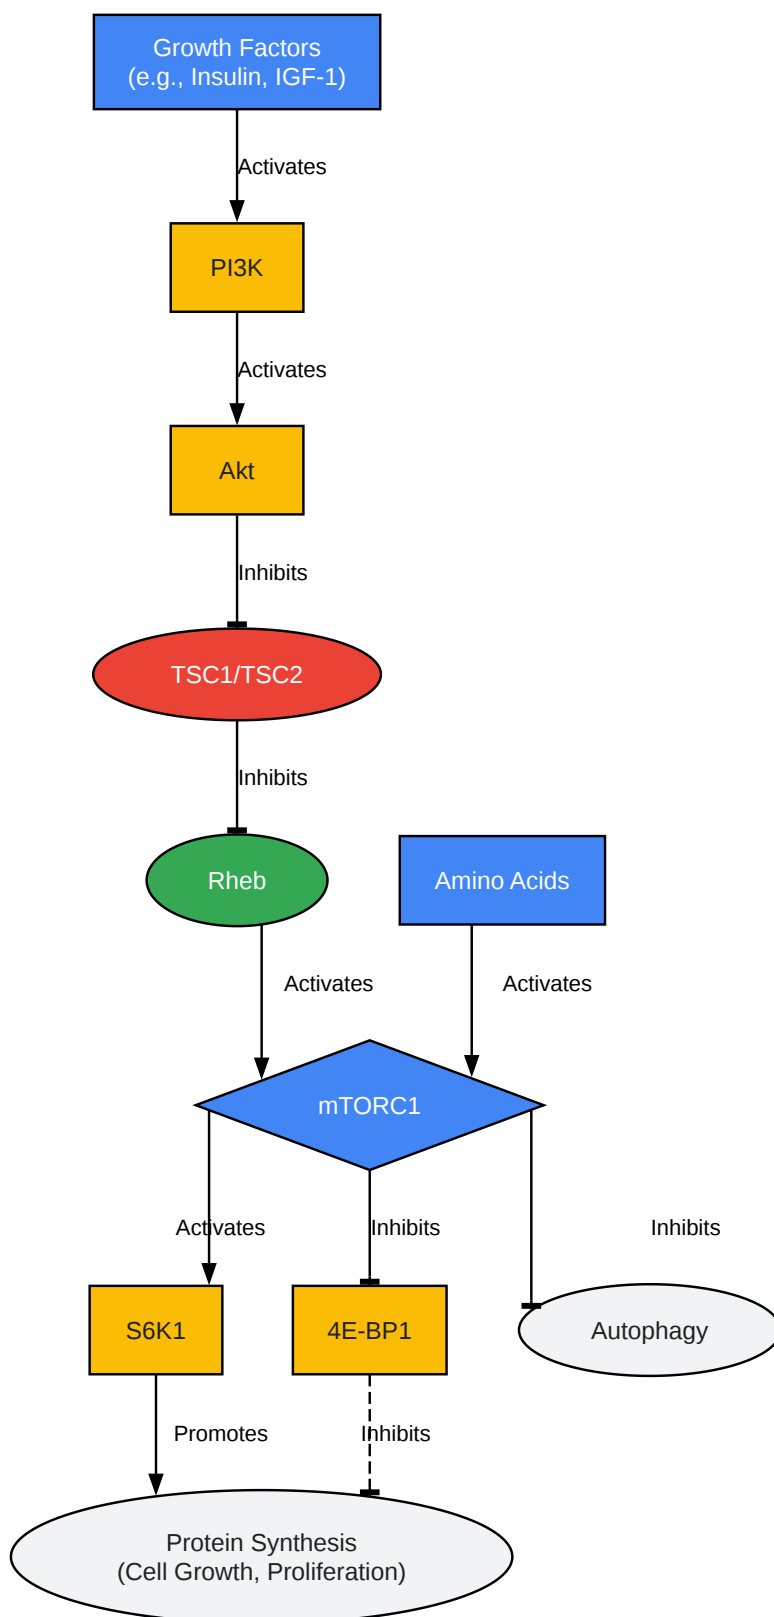 Growth Factors
(e.g., Insulin, IGF-1)
Activates
PI3K
Activates
Akt
Inhibits
TSC1/TSC2
Inhibits
Rheb
Amino Acids
Activates
Activates
mTORC1
Activates
Inhibits
Inhibits
S6K1
4E-BP1
Autophagy
Promotes
Inhibits
Protein Synthesis
(Cell Growth, Proliferation)